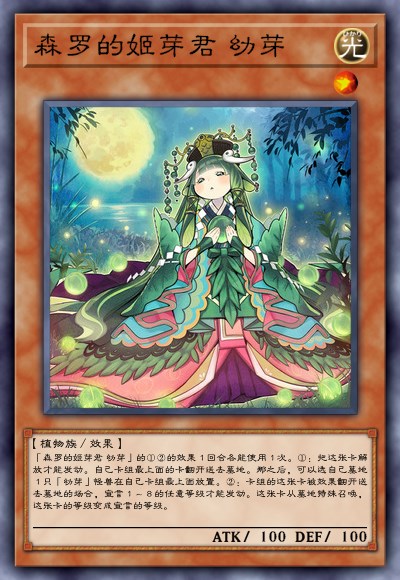 森罗的姬芽君 幼芽
ひかり
光
【植物族／效果】
「森罗的姬芽君 幼芽」的①②的效果1回合各能使用1次。①：把这张卡解
放才能发动。自己卡组最上面的卡翻开送去墓地。那之后，可以选自己墓地
1只「幼芽」怪兽在自己卡组最上面放置。②：卡组的这张卡被效果翻开送
去墓地的场合，宣言1～8的任意等级才能发动。这张卡从墓地特殊召唤，
这张卡的等级变成宣言的等级。
ATK/ 100 DEF/ 100